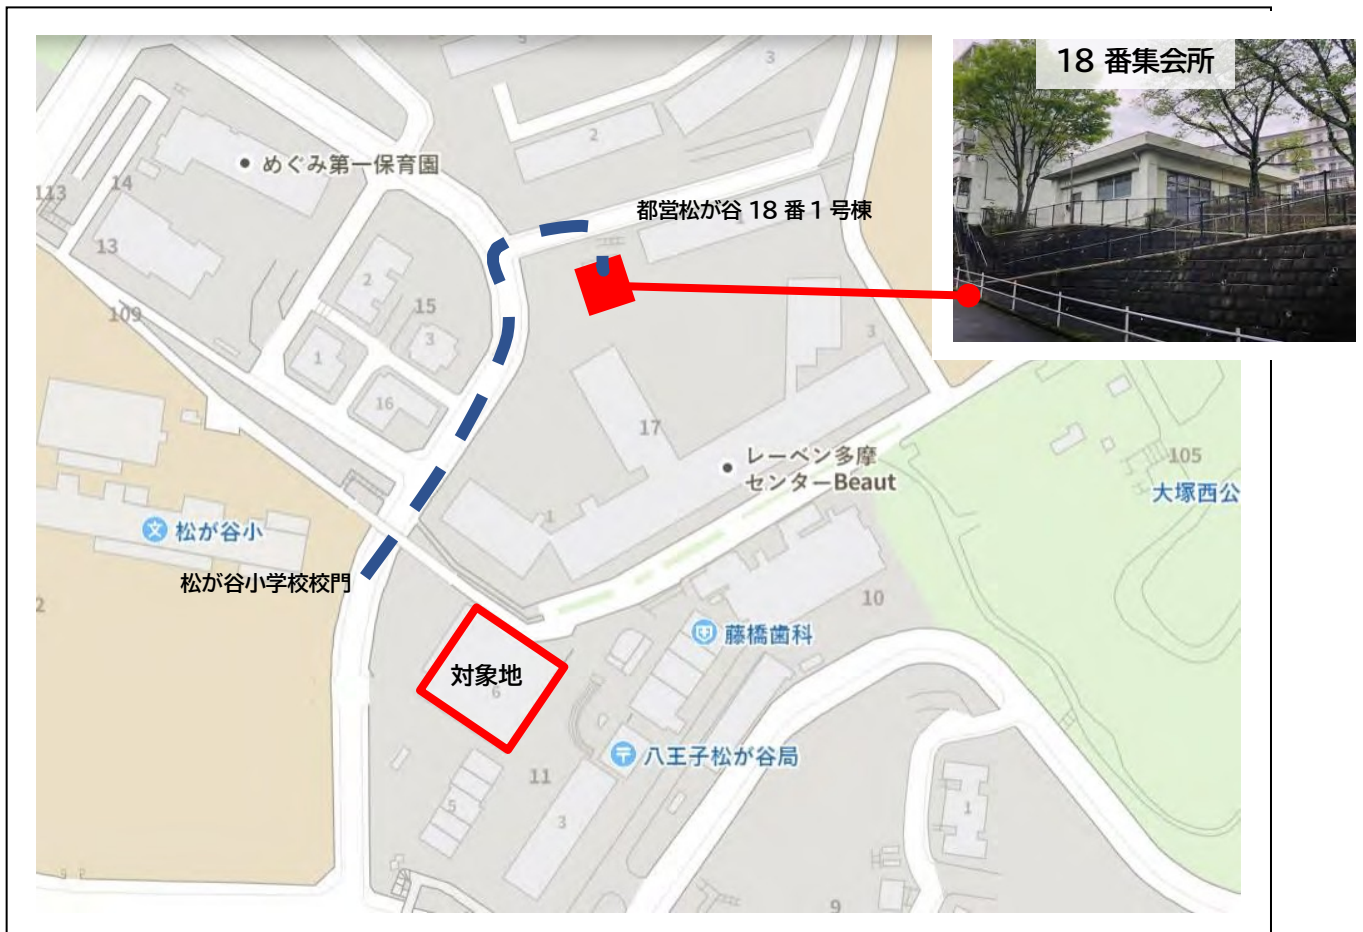 18 番集会所
3
3
2
めぐみ第一保育園
113
14
都営松が谷 18 番 1 号棟
13
2
15
109
3
3
1
16
17
レーベン多摩
センターBeaut
105
大塚西公
1
文 松が谷小
松が谷小学校校門
2
10
藤橋歯科
対象地
6
八王子松が谷局
11
5
3
1
9